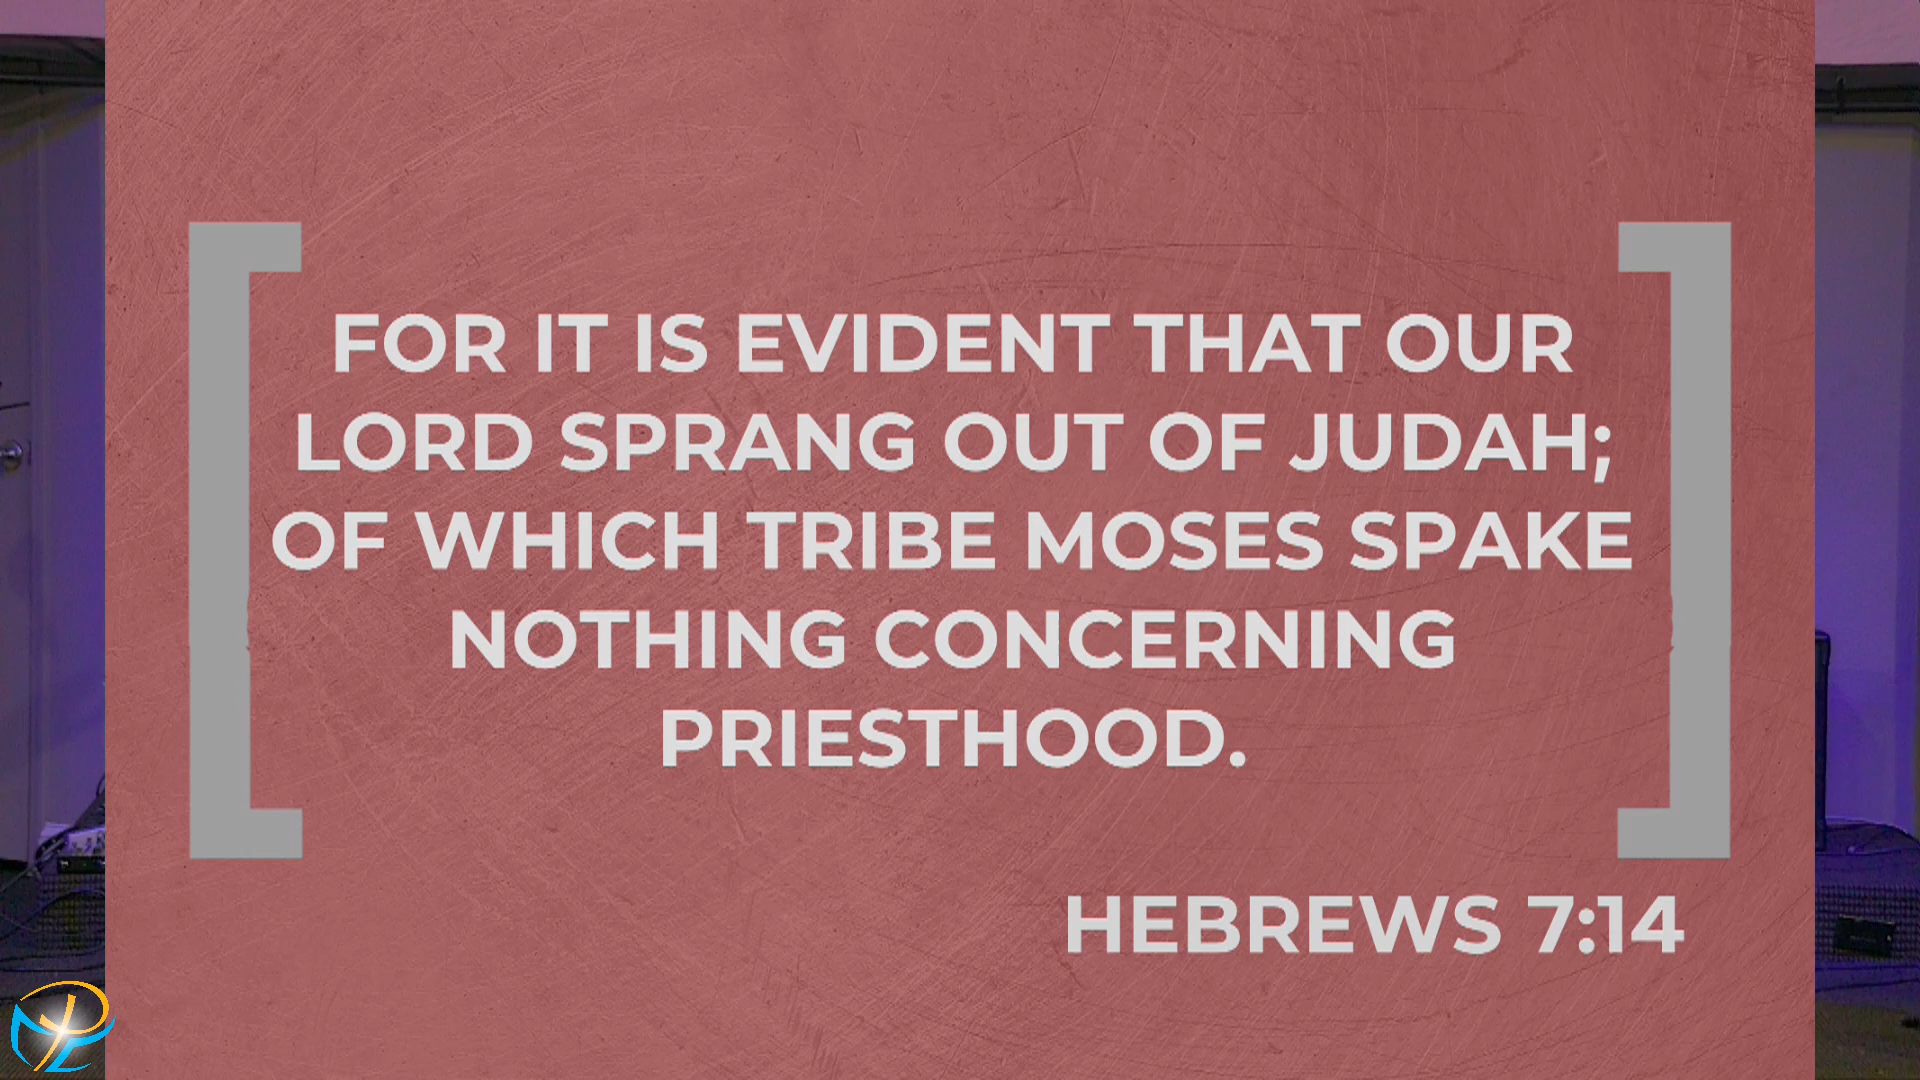 FOR IT IS EVIDENT THAT OUR
LORD SPRANG OUT OF JUDAH;
OF WHICH TRIBE MOSES SPAKE
NOTHING CONCERNING
PRIESTHOOD.
HEBREWS 7:14